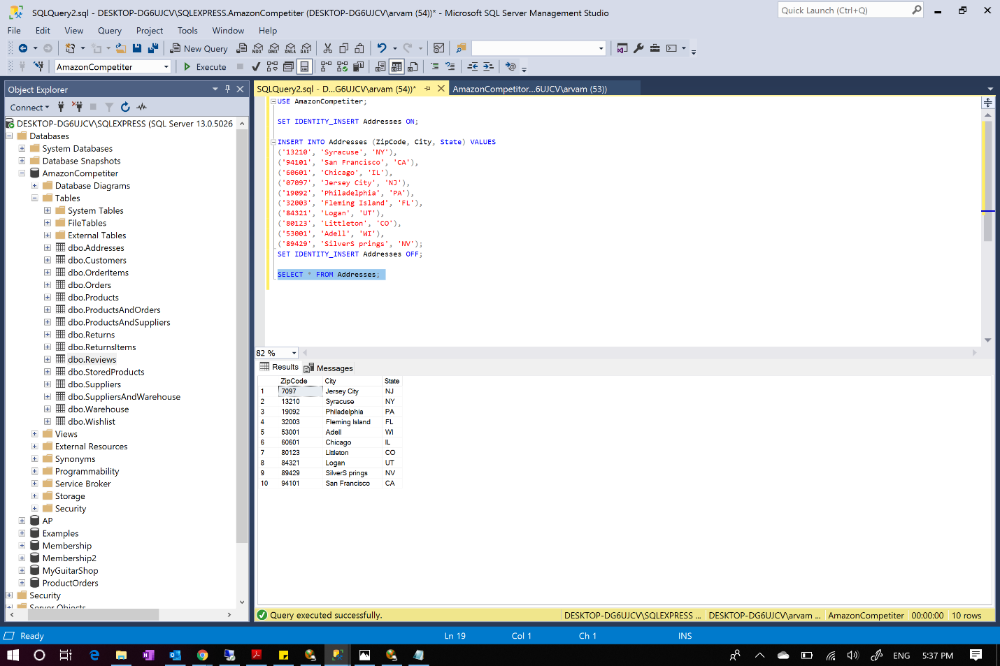 SQLQuery2.sql - DESKTOP-DG6UJCV\SQLEXPRESS.AmazonCompetiter (DESKTOP-DG6UJCV\arvam (54))* - Microsoft SQL Server Management Studio
Quick Launch (Ctrl+Q)
File Edit View Query Project Tools Window Help
New Query
MDX DMX XMLA DAX
AmazonCompetiter
Execute
Object Explorer
Connect
DESKTOP-DG6UJCV\SQLEXPRESS (SQL Server 13.0.5026
Databases
System Databases
Database Snapshots
AmazonCompetiter
Database Diagrams
Tables
System Tables
FileTables
External Tables
dbo.Addresses
dbo.Customers
dbo.OrderItems
dbo.Orders
dbo.Products
dbo.ProductsAndOrders
dbo.ProductsAndSuppliers
dbo.Returns
dbo.ReturnsItems
dbo.Reviews
dbo.StoredProducts
dbo.Suppliers
dbo.SuppliersAndWarehouse
dbo.Warehouse
dbo.Wishlist
Views
External Resources
Synonyms
Programmability
Service Broker
Storage
Security
AP
Examples
Membership
Membership2
MyGuitarShop
ProductOrders
Security
Server Objects
SQLQuery2.sql - D...G6UJCV\arvam (54))*
AmazonCompetitor...6UJCV\arvam (53))
USE AmazonCompetiter;
SET IDENTITY_INSERT Addresses ON;
INSERT INTO Addresses (ZipCode, City, State) VALUES
('13210', 'Syracuse', 'NY'),
('94101', 'San Francisco', 'CA'),
('60601', 'Chicago', 'IL'),
('07097', 'Jersey City', 'NJ'),
('19092', 'Philadelphia', 'PA'),
('32003', 'Fleming Island', 'FL'),
('84321', 'Logan', 'UT'),
('80123', 'Littleton', 'CO'),
('53001', 'Adell', 'WI'),
('89429', 'SilverS prings', 'NV');
SET IDENTITY_INSERT Addresses OFF;
SELECT * FROM Addresses;
82 %
Results Messages
ZipCode City State
1 7097 Jersey City NJ
2 13210 Syracuse NY
3 19092 Philadelphia PA
4 32003 Fleming Island FL
5 53001 Adell WI
6 60601 Chicago IL
7 80123 Littleton CO
8 84321 Logan UT
9 89429 SilverS prings NV
10 94101 San Francisco CA
Query executed successfully.
DESKTOP-DG6UJCV\SQLEXPRESS ... DESKTOP-DG6UJCV\arvam ... AmazonCompetiter 00:00:00 10 rows
Ready
Ln 19 Col 1 Ch 1 INS
ENG 5:37 PM